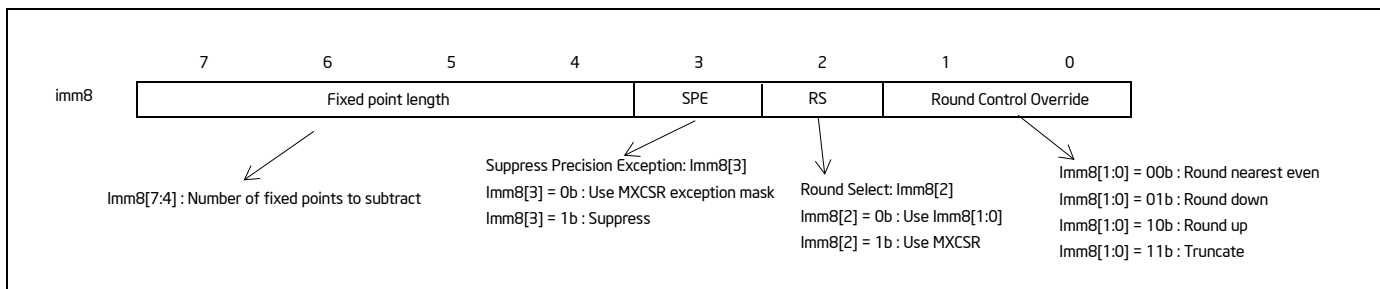 7 6 5 4 3 2 1 0
imm8 Fixed point length SPE RS Round Control Override
Imm8[7:4] : Number of fixed points to subtract
Suppress Precision Exception: Imm8[3]
Imm8[3] = 0b : Use MXCSR exception mask
Imm8[3] = 1b : Suppress
Round Select: Imm8[2]
Imm8[2] = 0b : Use Imm8[1:0]
Imm8[2] = 1b : Use MXCSR
Imm8[1:0] = 00b : Round nearest even
Imm8[1:0] = 01b : Round down
Imm8[1:0] = 10b : Round up
Imm8[1:0] = 11b : Truncate